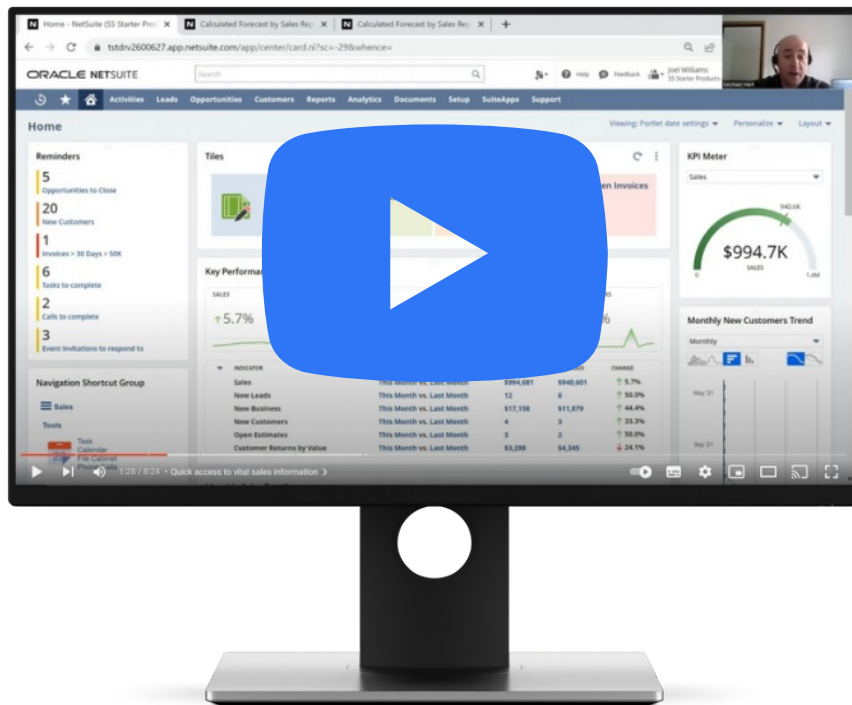 Home - NetSuite (SS Starter Prod
Calculated Forecast by Sales Rep
Calculated Forecast by Sales Rep
tstdrv2600627.app.netsuite.com/app/center/card.nl?sc=-29&whence=
ORACLE NETSUITE
Search
Help
Feedback
Joel Williams
SS Starter Products
Michael Hart
Activities Leads Opportunities Customers Reports Analytics Documents Setup SuiteApps Support
Home
Viewing: Portlet date settings
Personalize
Layout
Reminders
5
Opportunities to Close
20
New Customers
1
Invoices > 30 Days > 50K
6
Tasks to complete
2
Calls to complete
3
Event Invitations to respond to
Navigation Shortcut Group
Sales
Tools
Task
Calendar
File Cabinet
Tiles
en Invoices
Key Performa
SALES
5.7%
%
INDICATOR
CHANGE
Sales This Month vs. Last Month $994,681 $940,601 5.7%
New Leads This Month vs. Last Month 12 8 50.0%
New Business This Month vs. Last Month $17,158 $11,879 44.4%
New Customers This Month vs. Last Month 4 3 33.3%
Open Estimates This Month vs. Last Month 3 2 50.0%
Customer Returns by Value This Month vs. Last Month $3,298 $4,345 24.1%
KPI Meter
Sales
940.6K
$994.7K
SALES
0
1.4M
Monthly New Customers Trend
Monthly
May '21
Sep '21
1:28 / 8:24 • Quick access to vital sales information >